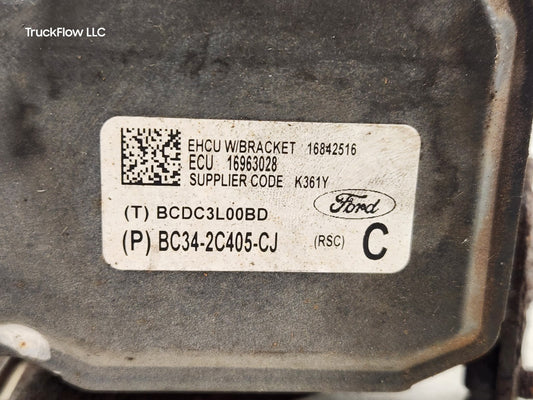 TruckFlow LLC
EHCU W/BRACKET 16842516
ECU 16963028
SUPPLIER CODE K361Y
Ford
(T) BCDC3L00BD
(P) BC34-2C405-CJ (RSC) C